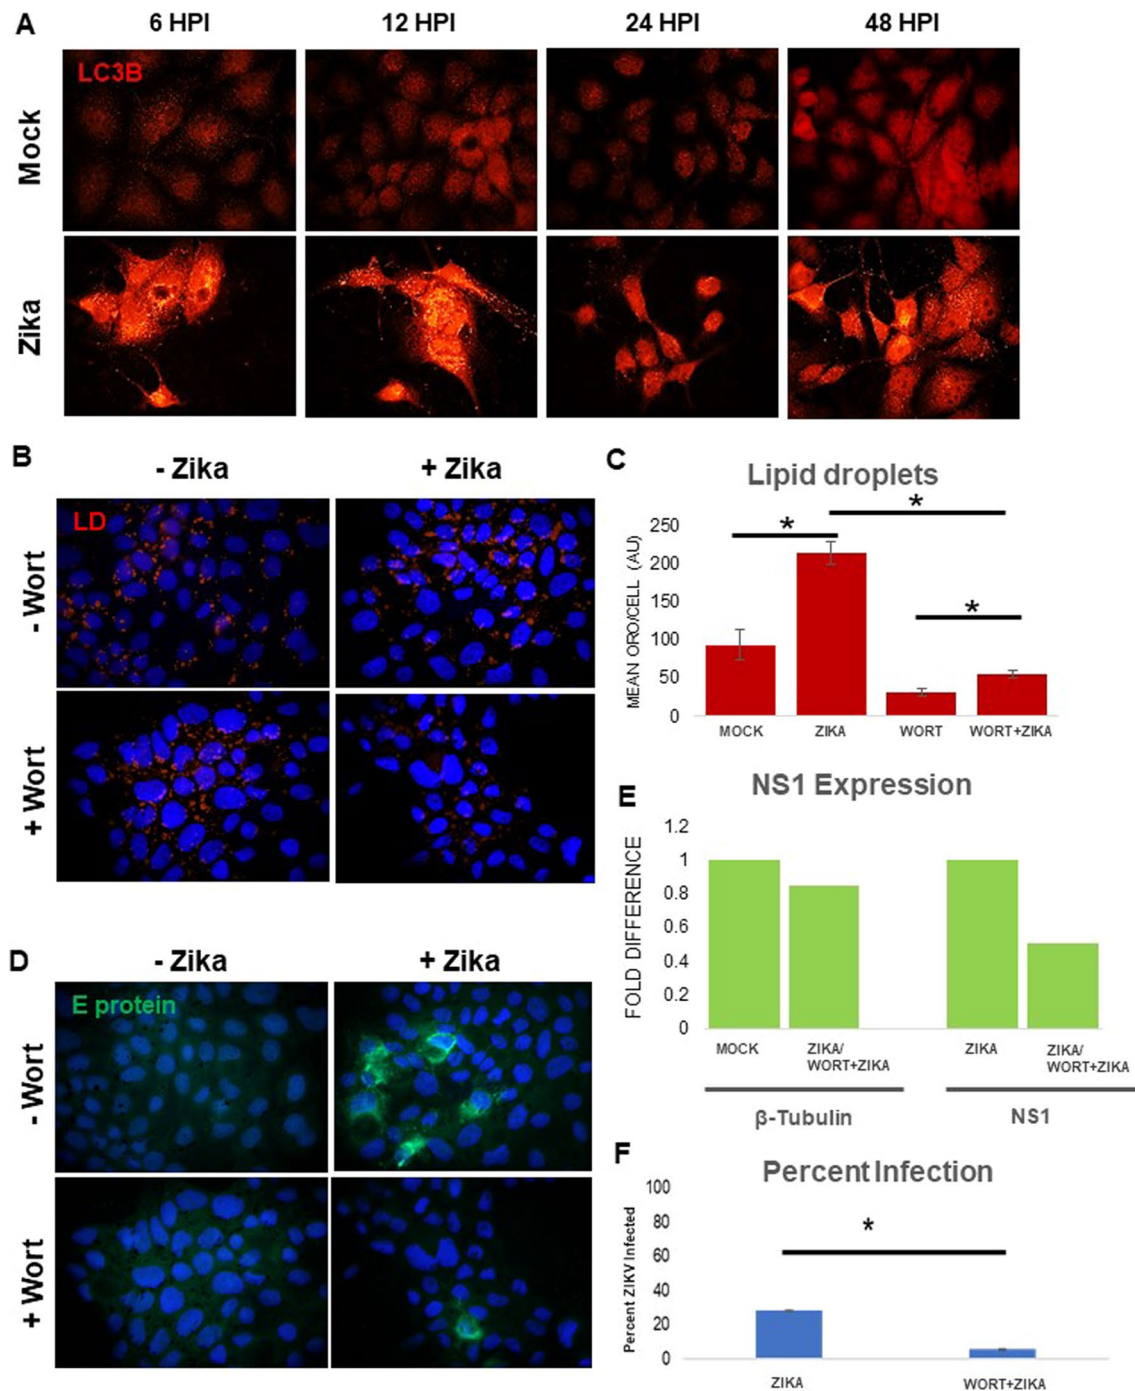 A
6 HPI 12 HPI 24 HPI 48 HPI
LC3B
Mock
Zika
B
- Zika + Zika
LD
- Wort
+ Wort
C
Lipid droplets
MEAN ORO/CELL (AU)
250
200
150
100
50
0
*
*
*
MOCK ZIKA WORT WORT+ZIKA
D
- Zika + Zika
E protein
- Wort
+ Wort
E
NS1 Expression
FOLD DIFFERENCE
1.2
1
0.8
0.6
0.4
0.2
0
MOCK ZIKA/ ZIKA ZIKA/
WORT+ZIKA WORT+ZIKA
β-Tubulin NS1
F
Percent Infection
Percent ZIKV Infected
100
80
60
40
20
0
*
ZIKA WORT+ZIKA